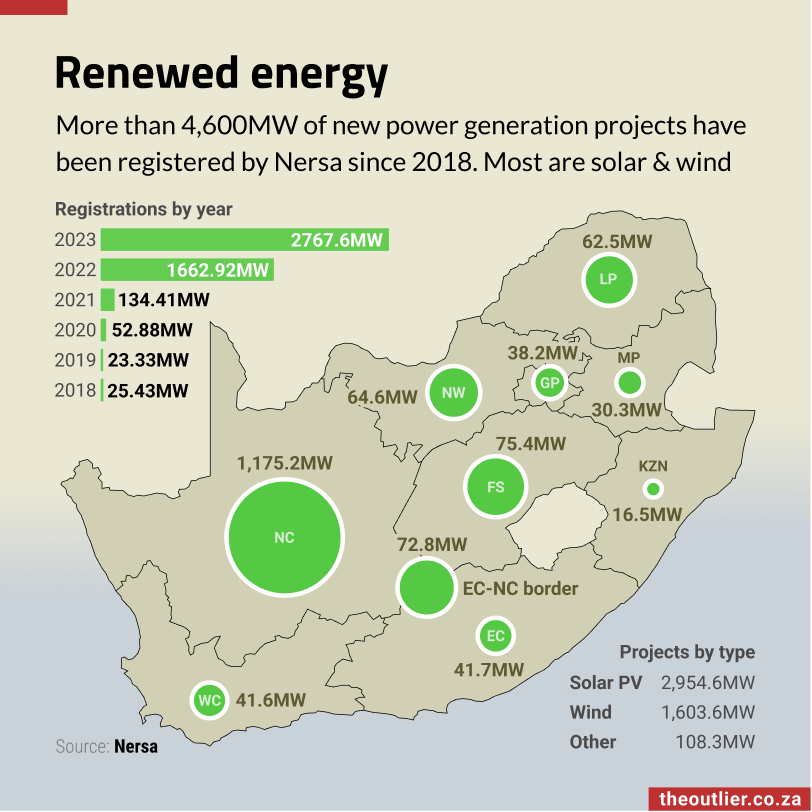 Renewed energy
More than 4,600MW of new power generation projects have
been registered by Nersa since 2018. Most are solar & wind
Registrations by year
2023 2767.6MW
2022 1662.92MW
2021 134.41MW
2020 52.88MW
2019 23.33MW
2018 25.43MW
62.5MW
LP
38.2MW
GP
MP
30.3MW
64.6MW NW
75.4MW
FS
KZN
16.5MW
1,175.2MW
NC
72.8MW
EC-NC border
EC
41.7MW
WC 41.6MW
Projects by type
Solar PV 2,954.6MW
Wind 1,603.6MW
Other 108.3MW
Source: Nersa
theoutlier.co.za